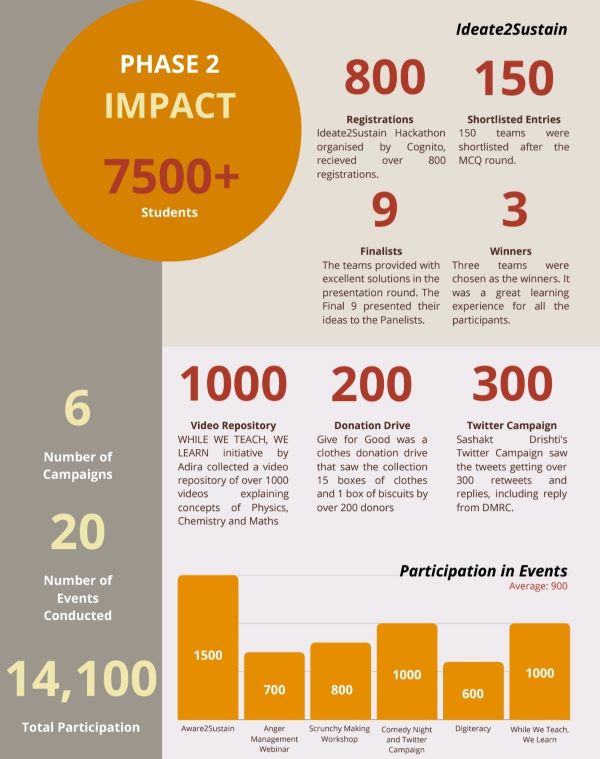 PHASE 2
IMPACT
7500+
Students
Ideate2Sustain
800
Registrations
Ideate2Sustain Hackathon
organised by Cognito,
recieved over 800
registrations.
150
Shortlisted Entries
150 teams were
shortlisted after the
MCQ round.
9
Finalists
The teams provided with
excellent solutions in the
presentation round. The
Final 9 presented their
ideas to the Panelists.
3
Winners
Three teams were
chosen as the winners. It
was a great learning
experience for all the
participants.
6
Number of
Campaigns
20
Number of
Events
Conducted
14,100
Total Participation
1000
Video Repository
WHILE WE TEACH, WE
LEARN initiative by
Adira collected a video
repository of over 1000
videos explaining
concepts of Physics,
Chemistry and Maths
200
Donation Drive
Give for Good was a
clothes donation drive
that saw the collection
15 boxes of clothes
and 1 box of biscuits by
over 200 donors
300
Twitter Campaign
Sashakt Drishti's
Twitter Campaign saw
the tweets getting over
300 retweets and
replies, including reply
from DMRC.
Participation in Events
Average: 900
1500
700
800
1000
600
1000
Aware2Sustain
Anger
Management
Webinar
Scrunchy Making
Workshop
Comedy Night
and Twitter
Campaign
Digiteracy
While We Teach,
We Learn